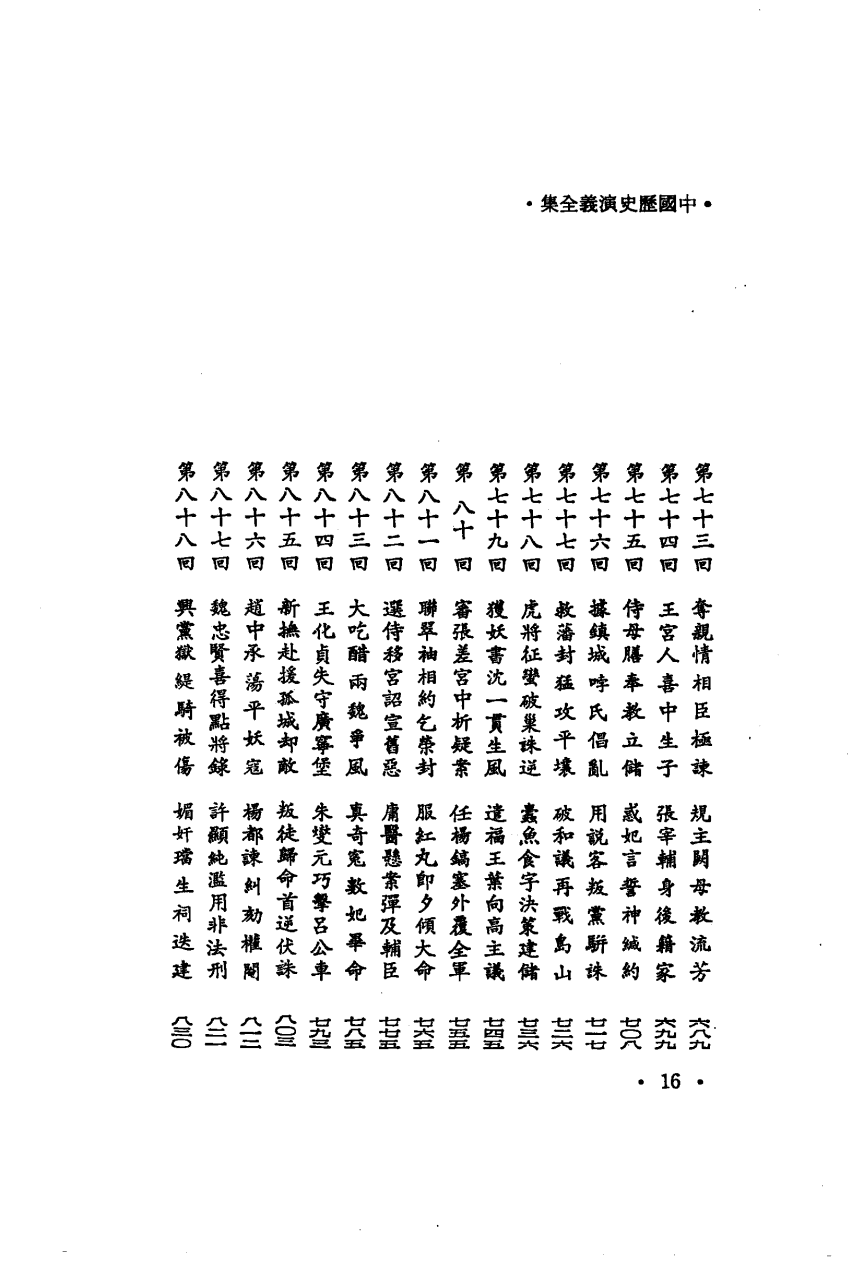 •中國歷史演義全集•
第七十三回 奪親情相臣極諫 規主闕母教流芳 六八九
第七十四回 王宮人喜中生子 張宰輔身後籍家 六九九
第七十五回 侍母膳奉教立儲 惑妃言誓神緘約 七〇八
第七十六回 據鎮城哱氏倡亂 用說客叛黨駢誅 七一七
第七十七回 救藩封猛攻平壤 破和議再戰島山 七二六
第七十八回 虎將征蠻破巢誅逆 蠹魚食字決策建儲 七三六
第七十九回 獲妖書沈一貫生風 遣福王葉向高主議 七四五
第八十回 審張差宮中析疑案 任楊鎬塞外覆全軍 七五五
第八十一回 聯翠袖相約乞榮封 服紅丸即夕傾大命 七六五
第八十二回 選侍移宮詔宣舊惡 庸醫懸案彈及輔臣 七七五
第八十三回 大吃醋兩魏爭風 真奇冤數妃畢命 七八五
第八十四回 王化貞失守廣寧堡 朱燮元巧擊呂公車 七九三
第八十五回 新撫赴援孤城却敵 叛徒歸命首逆伏誅 八〇三
第八十六回 趙中承蕩平妖寇 楊都諫糾劾權閹 八一二
第八十七回 魏忠賢喜得點將錄 許顯純濫用非法刑 八二一
第八十八回 興黨獄緹騎被傷 媚奸璫生祠迭建 八三〇
• 16 •